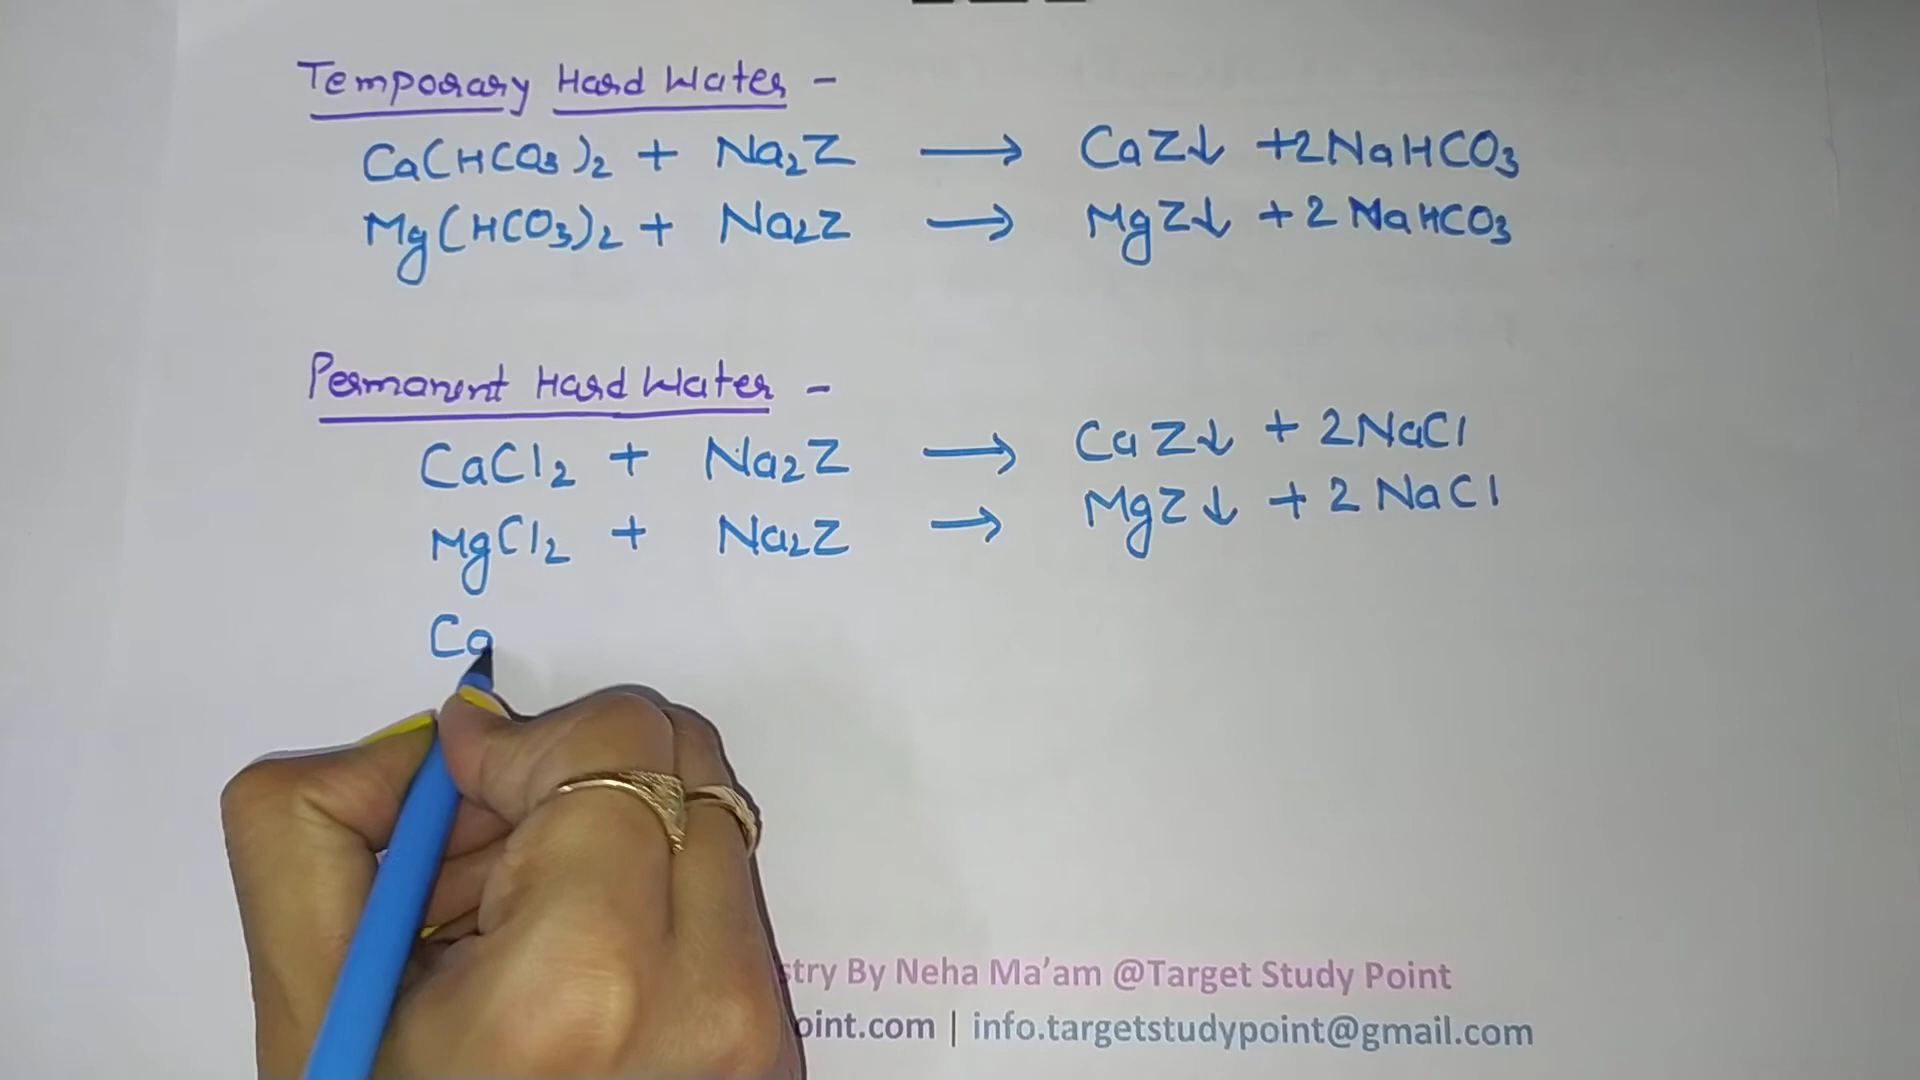 Temporary Hard Water -
Ca(HCO3)2 + Na2Z ⟶ CaZ↓ +2NaHCO3
Mg(HCO3)2 + Na2Z ⟶ MgZ↓ + 2 NaHCO3
Permanent Hard Water -
CaCl2 + Na2Z ⟶ CaZ↓ + 2NaCl
MgCl2 + Na2Z ⟶ MgZ↓ + 2 NaCl
Ca
stry By Neha Ma'am @Target Study Point
oint.com | info.targetstudypoint@gmail.com